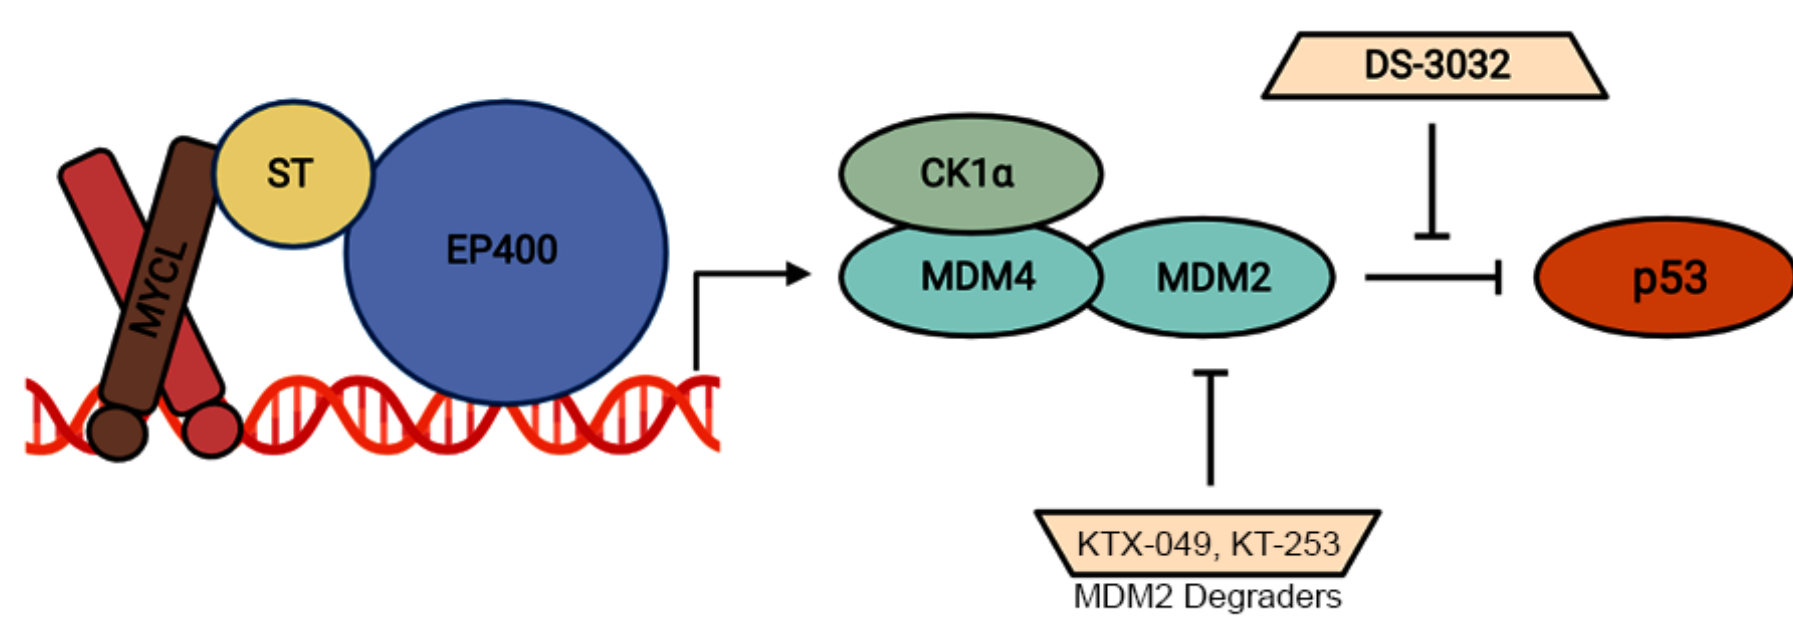 DS-3032
ST
CK1α
EP400
MYCL
MDM4
MDM2
p53
KTX-049, KT-253
MDM2 Degraders